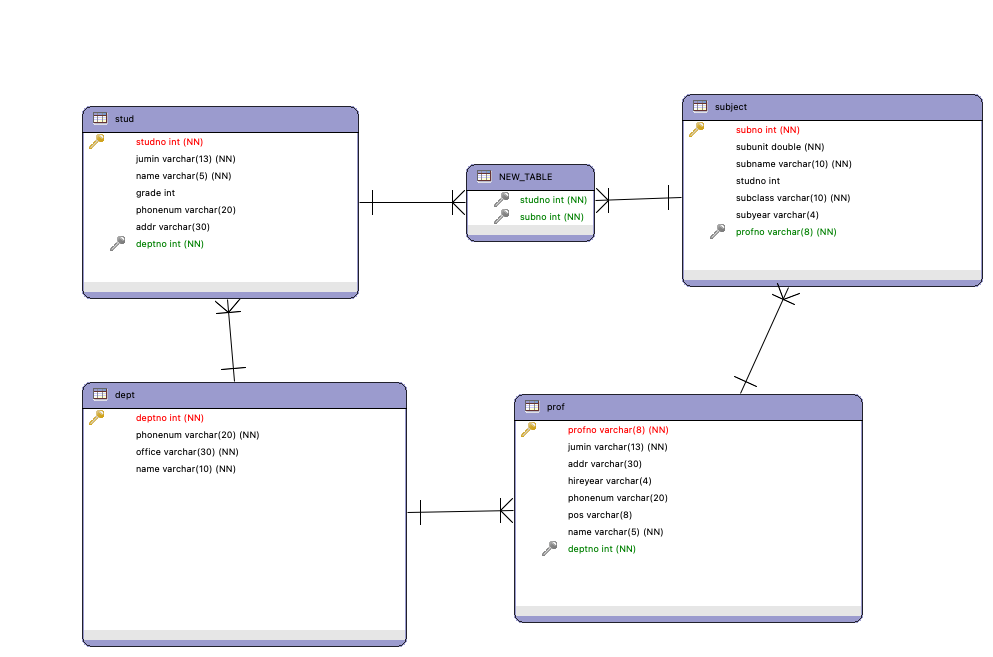 stud
studno int (NN)
jumin varchar(13) (NN)
name varchar(5) (NN)
grade int
phonenum varchar(20)
addr varchar(30)
deptno int (NN)
NEW_TABLE
studno int (NN)
subno int (NN)
subject
subno int (NN)
subunit double (NN)
subname varchar(10) (NN)
studno int
subclass varchar(10) (NN)
subyear varchar(4)
profno varchar(8) (NN)
dept
deptno int (NN)
phonenum varchar(20) (NN)
office varchar(30) (NN)
name varchar(10) (NN)
prof
profno varchar(8) (NN)
jumin varchar(13) (NN)
addr varchar(30)
hireyear varchar(4)
phonenum varchar(20)
pos varchar(8)
name varchar(5) (NN)
deptno int (NN)